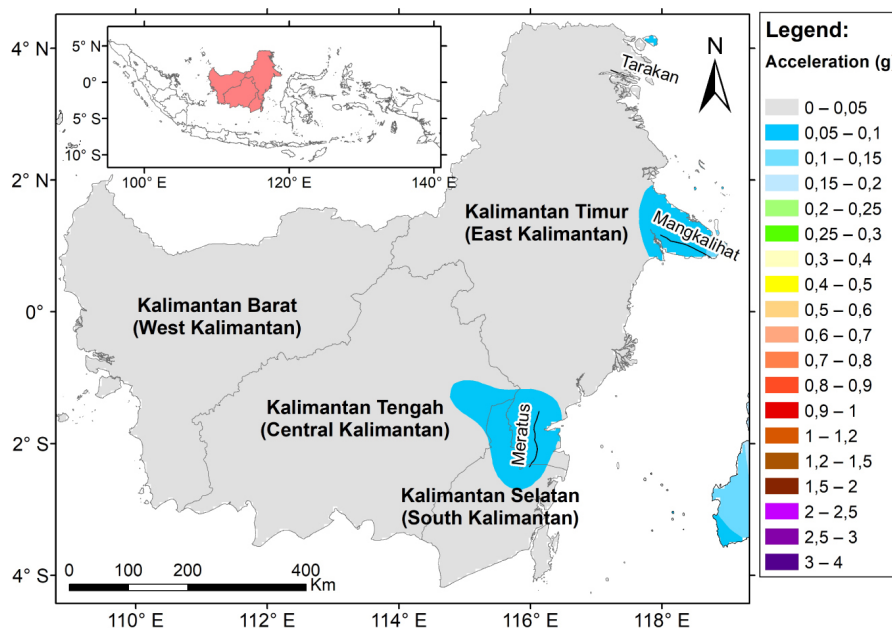 5° N
0°
5° S
10° S
100° E
120° E
140° E
N
Tarakan
Mangkalihat
Kalimantan Timur
(East Kalimantan)
Kalimantan Barat
(West Kalimantan)
Kalimantan Tengah
(Central Kalimantan)
Meratus
Kalimantan Selatan
(South Kalimantan)
4° N
2° N
0°
2° S
4° S
0 100 200 400
Km
110° E
112° E
114° E
116° E
118° E
Legend:
Acceleration (g)
0 – 0,05
0,05 – 0,1
0,1 – 0,15
0,15 – 0,2
0,2 – 0,25
0,25 – 0,3
0,3 – 0,4
0,4 – 0,5
0,5 – 0,6
0,6 – 0,7
0,7 – 0,8
0,8 – 0,9
0,9 – 1
1 – 1,2
1,2 – 1,5
1,5 – 2
2 – 2,5
2,5 – 3
3 – 4